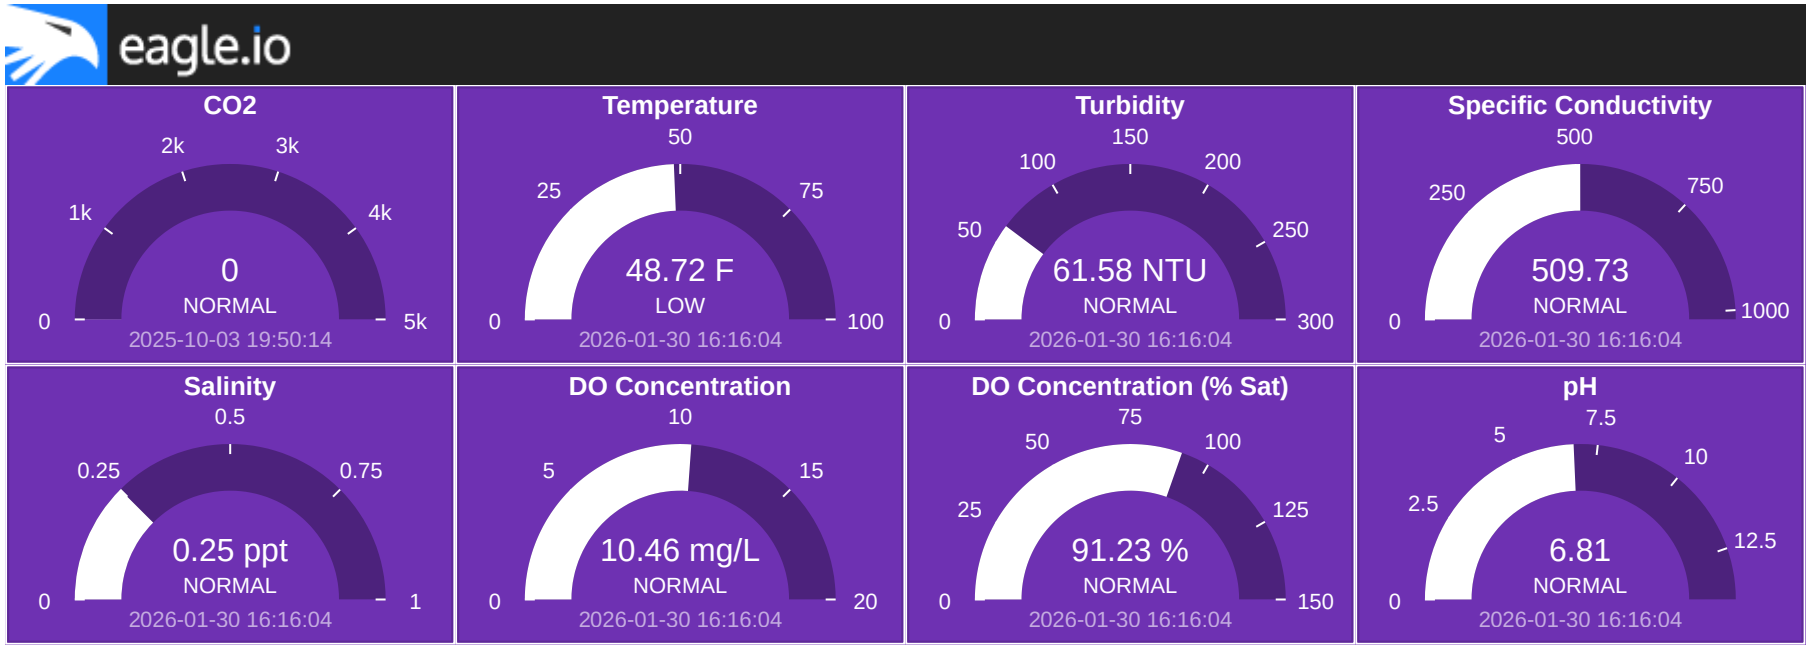 eagle.io
CO2
2k
3k
1k
4k
0
NORMAL
0
5k
2025-10-03 19:50:14
Temperature
50
25
75
48.72 F
LOW
0
100
2026-01-30 16:16:04
Turbidity
150
100
200
50
250
61.58 NTU
NORMAL
0
300
2026-01-30 16:16:04
Specific Conductivity
500
250
750
509.73
NORMAL
1000
0
2026-01-30 16:16:04
Salinity
0.5
0.25
0.75
0.25 ppt
NORMAL
0
1
2026-01-30 16:16:04
DO Concentration
10
5
15
10.46 mg/L
NORMAL
0
20
2026-01-30 16:16:04
DO Concentration (% Sat)
75
50
100
25
125
91.23 %
NORMAL
0
150
2026-01-30 16:16:04
pH
7.5
5
10
2.5
12.5
6.81
NORMAL
0
2026-01-30 16:16:04